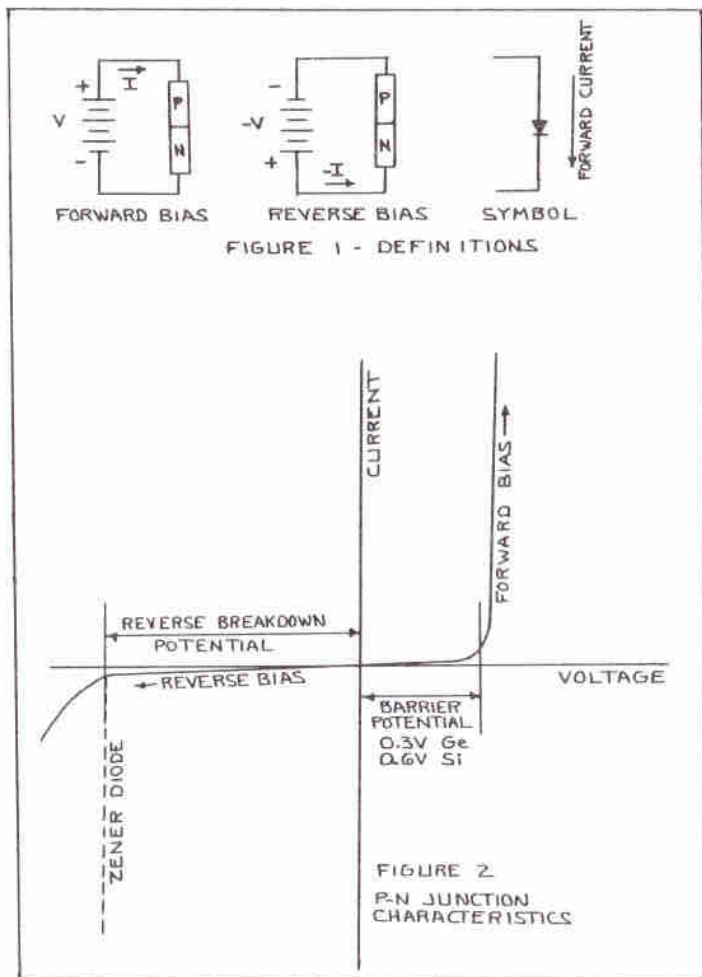 +
I
V
-
P
N
FORWARD BIAS
-
-V
+
-I
P
N
REVERSE BIAS
FORWARD CURRENT
SYMBOL
FIGURE 1 - DEFINITIONS
CURRENT
FORWARD BIAS
REVERSE BREAKDOWN
POTENTIAL
REVERSE BIAS
VOLTAGE
BARRIER
POTENTIAL
0.3V Ge
0.6V Si
ZENER DIODE
FIGURE 2
P-N JUNCTION
CHARACTERISTICS